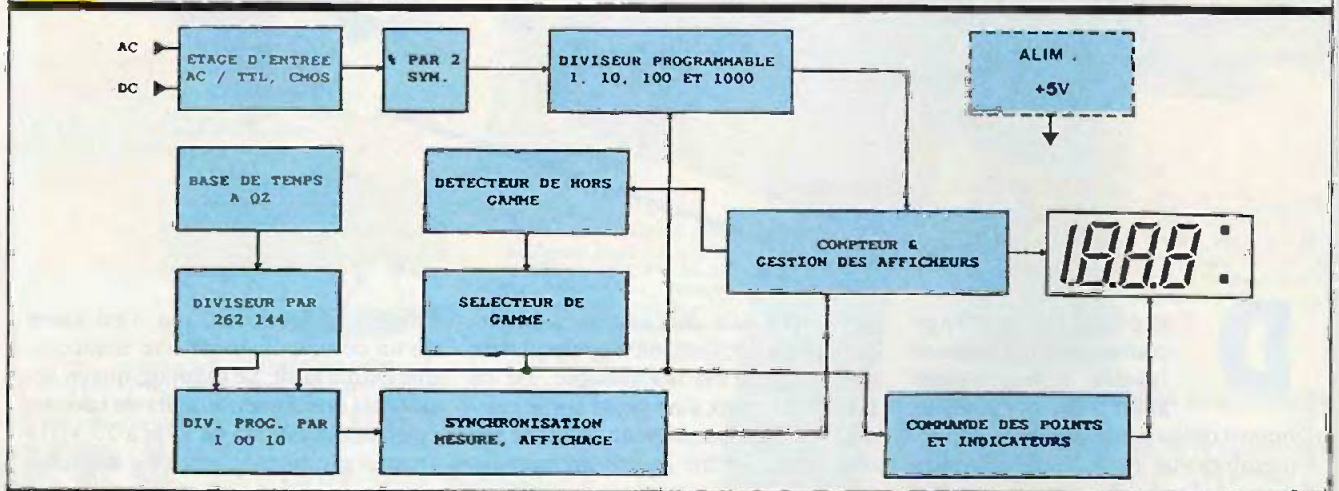 AC
DC
ETAGE D'ENTREE
AC / TTL, CMOS
% PAR 2
SYM.
DIVISEUR PROGRAMMABLE
1, 10, 100 ET 1000
ALIM .
+5V
BASE DE TEMPS
A QZ
DETECTEUR DE HORS
GAMME
COMPTEUR &
GESTION DES AFFICHEURS
18.8.8 :
DIVISEUR PAR
262 144
SELECTEUR DE
GAMME
DIV. PROG. PAR
1 OU 10
SYNCHRONISATION
MESURE, AFFICHAGE
COMMANDE DES POINTS
ET INDICATEURS